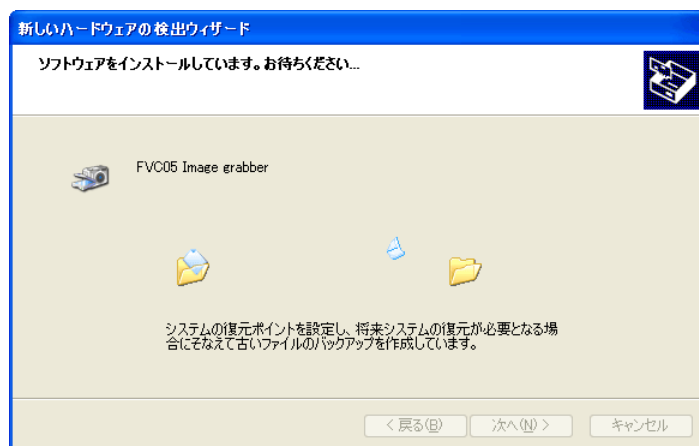 新しいハードウェアの検出ウィザード
ソフトウェアをインストールしています。お待ちください...
FVC05 Image grabber
システムの復元ポイントを設定し、将来システムの復元が必要となる場
合にそなえて古いファイルのバックアップを作成しています。
< 戻る(B)　次へ(N) >　キャンセル